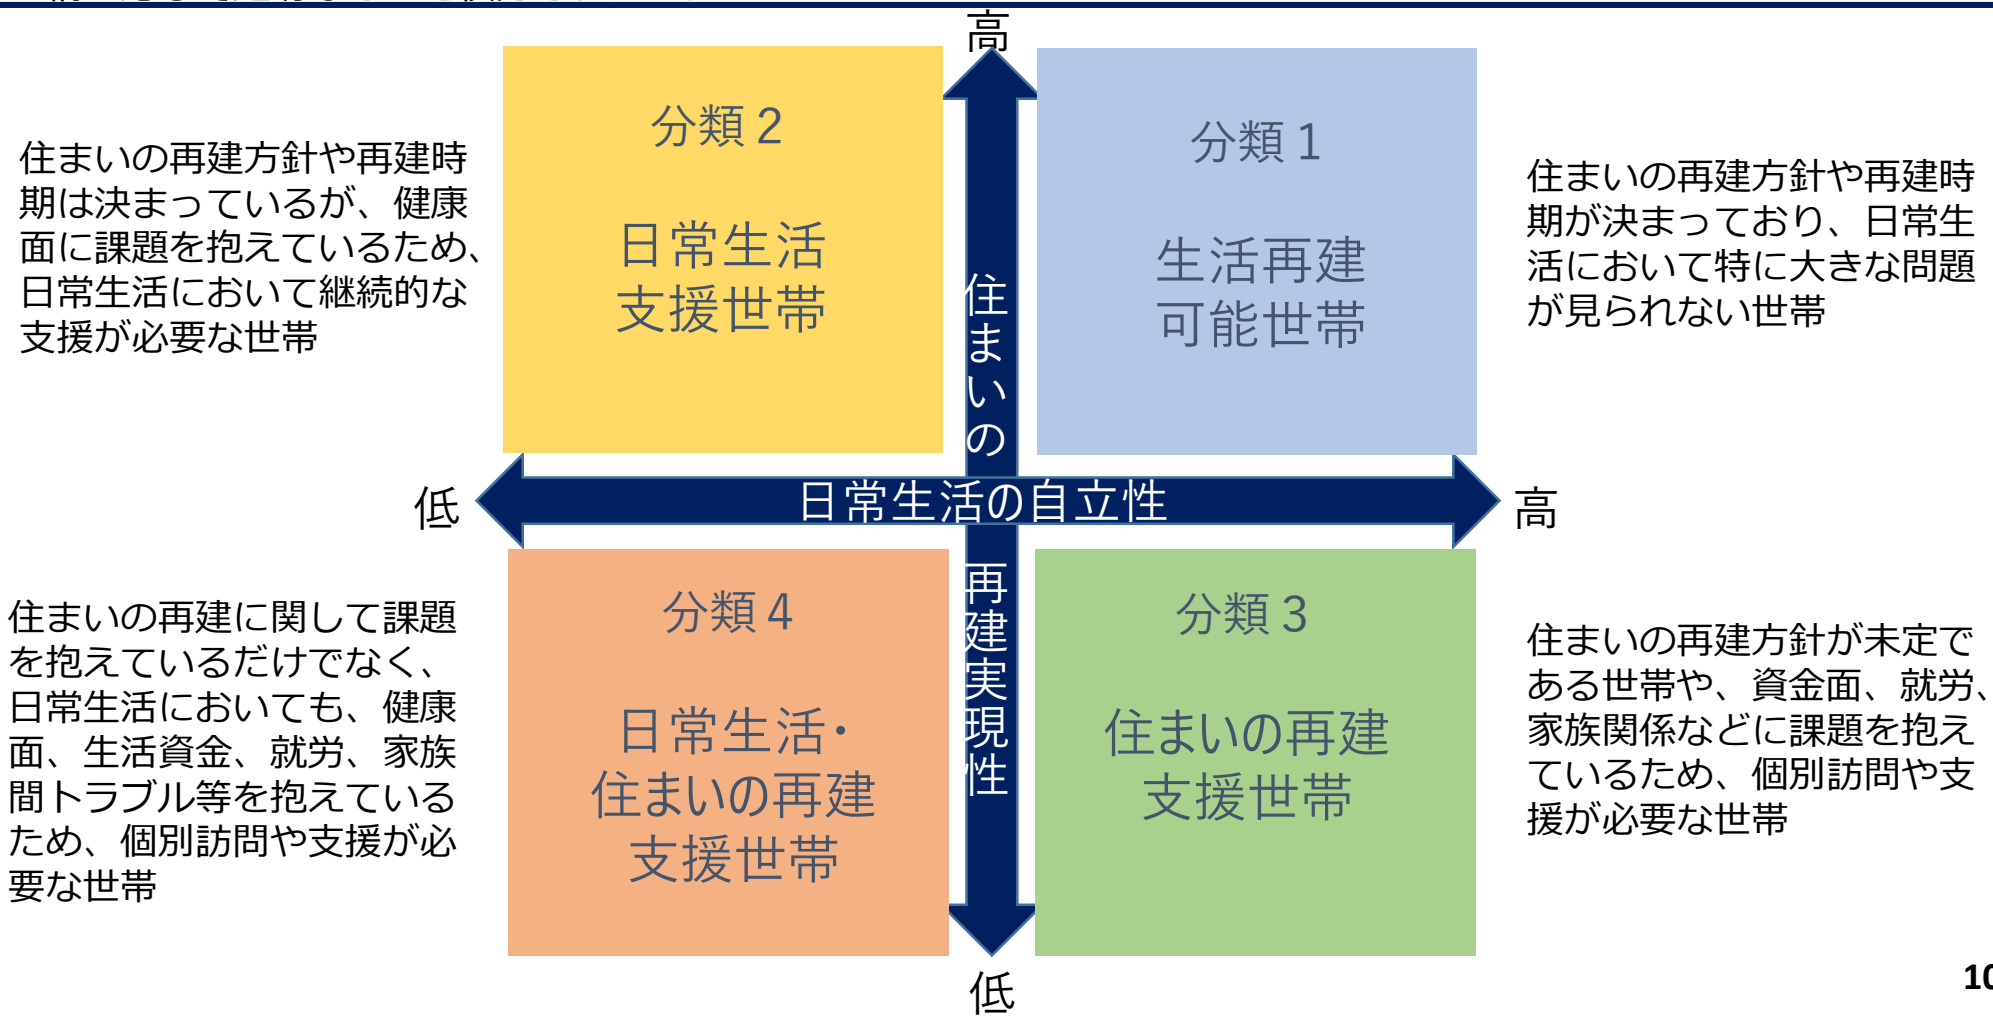 高
分類２
日常生活
支援世帯
分類１
生活再建
可能世帯
住まいの再建方針や再建時
期は決まっているが、健康
面に課題を抱えているため、
日常生活において継続的な
支援が必要な世帯
住まいの再建方針や再建時
期が決まっており、日常生
活において特に大きな問題
が見られない世帯
住まいの
再建実現性
低
日常生活の自立性
高
分類４
日常生活・
住まいの再建
支援世帯
分類３
住まいの再建
支援世帯
住まいの再建に関して課題
を抱えているだけでなく、
日常生活においても、健康
面、生活資金、就労、家族
間トラブル等を抱えている
ため、個別訪問や支援が必
要な世帯
住まいの再建方針が未定で
ある世帯や、資金面、就労、
家族関係などに課題を抱え
ているため、個別訪問や支
援が必要な世帯
低
10